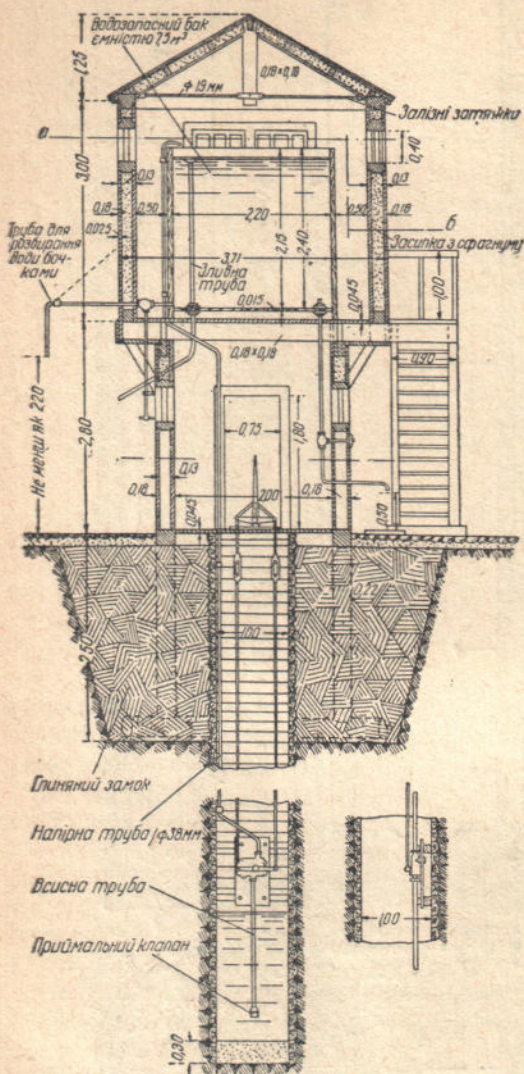 Водозапасний бак
ємністю 7,5 м³
1,25
0,18×0,18
ф 19 мм
Залізні затяжки
а
3,00
0,40
0,13
0,13
0,18
0,50
2,20
0,50
0,18
0,025
б
Труба для
розбирання
води боч-
ками
2,15
2,40
Засипка з сфагнуму
3,71
Зливна
труба
1,00
0,015
0,045
0,18×0,18
0,90
Не менш як 2,20
2,80
0,75
1,80
0,13
0,18
2,00
0,18
0,50
0,045
0,22
2,50
1,00
Глиняний замок
Напірна труба ф38мм
Всисна труба
1,00
Приймальний клапан
0,30